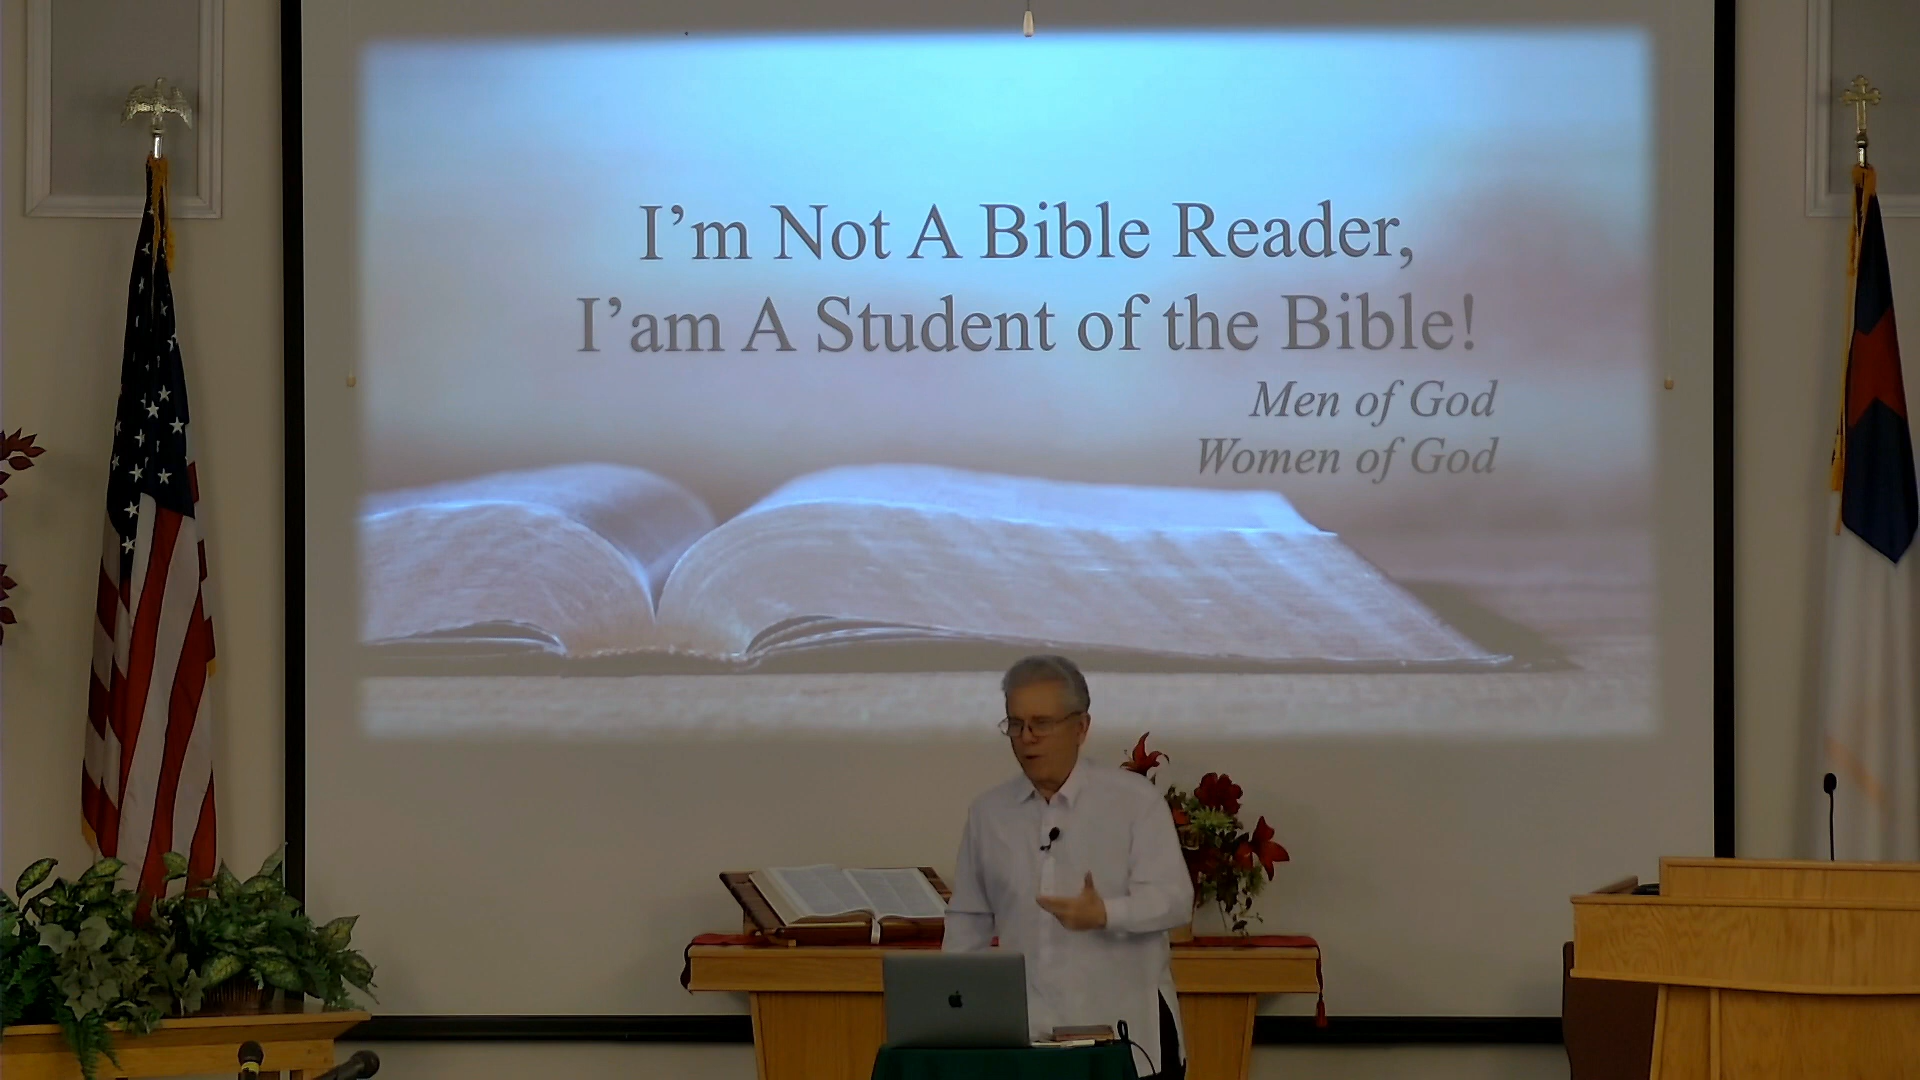 I’m Not A Bible Reader,
I’am A Student of the Bible!
Men of God
Women of God